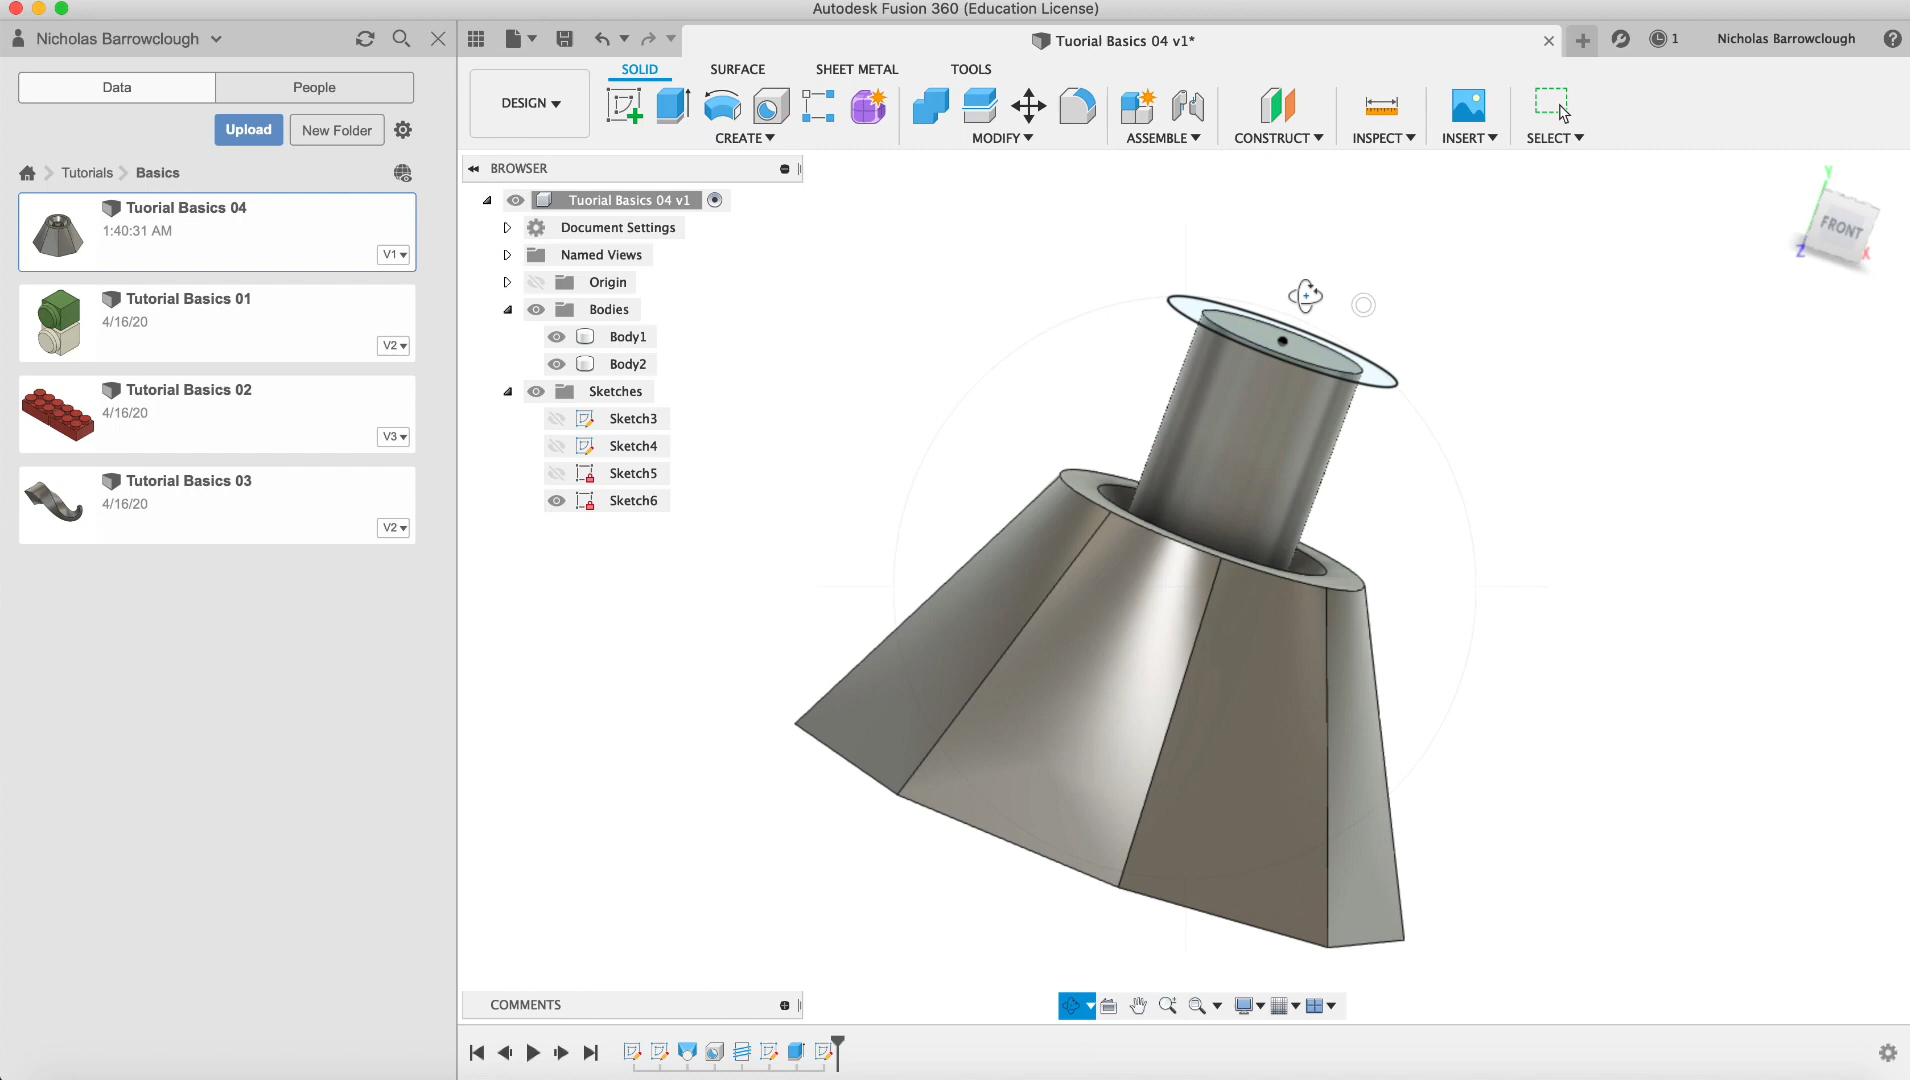 Autodesk Fusion 360 (Education License)
Nicholas Barrowclough
Tuorial Basics 04 v1*
1
Nicholas Barrowclough
Data
People
SOLID
SURFACE
SHEET METAL
TOOLS
DESIGN
CREATE
MODIFY
ASSEMBLE
CONSTRUCT
INSPECT
INSERT
SELECT
Upload
New Folder
Tutorials
Basics
Tuorial Basics 04
1:40:31 AM
V1
Tutorial Basics 01
4/16/20
V2
Tutorial Basics 02
4/16/20
V3
Tutorial Basics 03
4/16/20
V2
BROWSER
Tuorial Basics 04 v1
Document Settings
Named Views
Origin
Bodies
Body1
Body2
Sketches
Sketch3
Sketch4
Sketch5
Sketch6
Y
FRONT
Z
X
COMMENTS